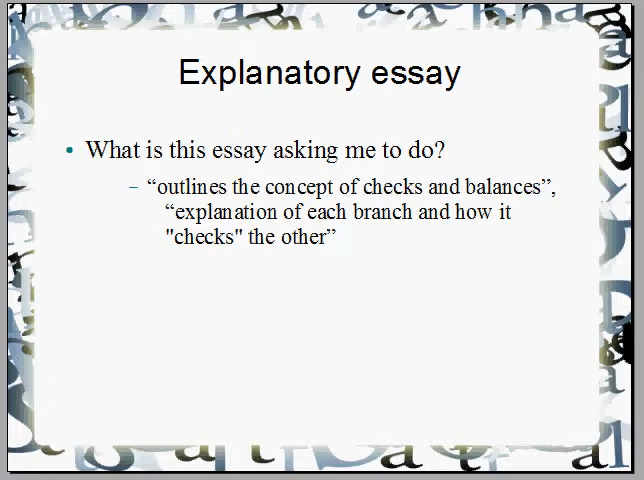 Explanatory essay
• What is this essay asking me to do?
– “outlines the concept of checks and balances”,
“explanation of each branch and how it
"checks" the other”